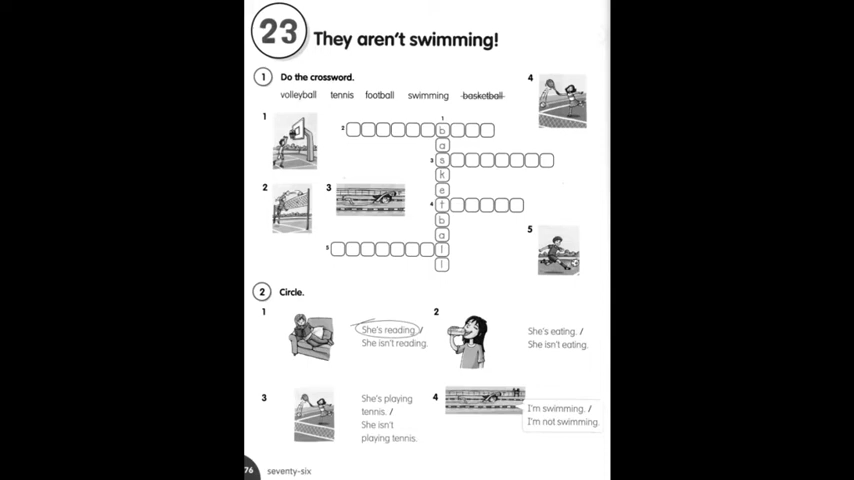 23
They aren't swimming!
1 Do the crossword.
volleyball tennis football swimming basketball
4
1
1
2
b
a
3 s
k
2
3
e
4 t
b
5
a
5 l
l
2 Circle.
1
She's reading. /
She isn't reading.
2
She's eating. /
She isn't eating.
3
She's playing
tennis. /
She isn't
playing tennis.
4
I'm swimming. /
I'm not swimming.
76 seventy-six